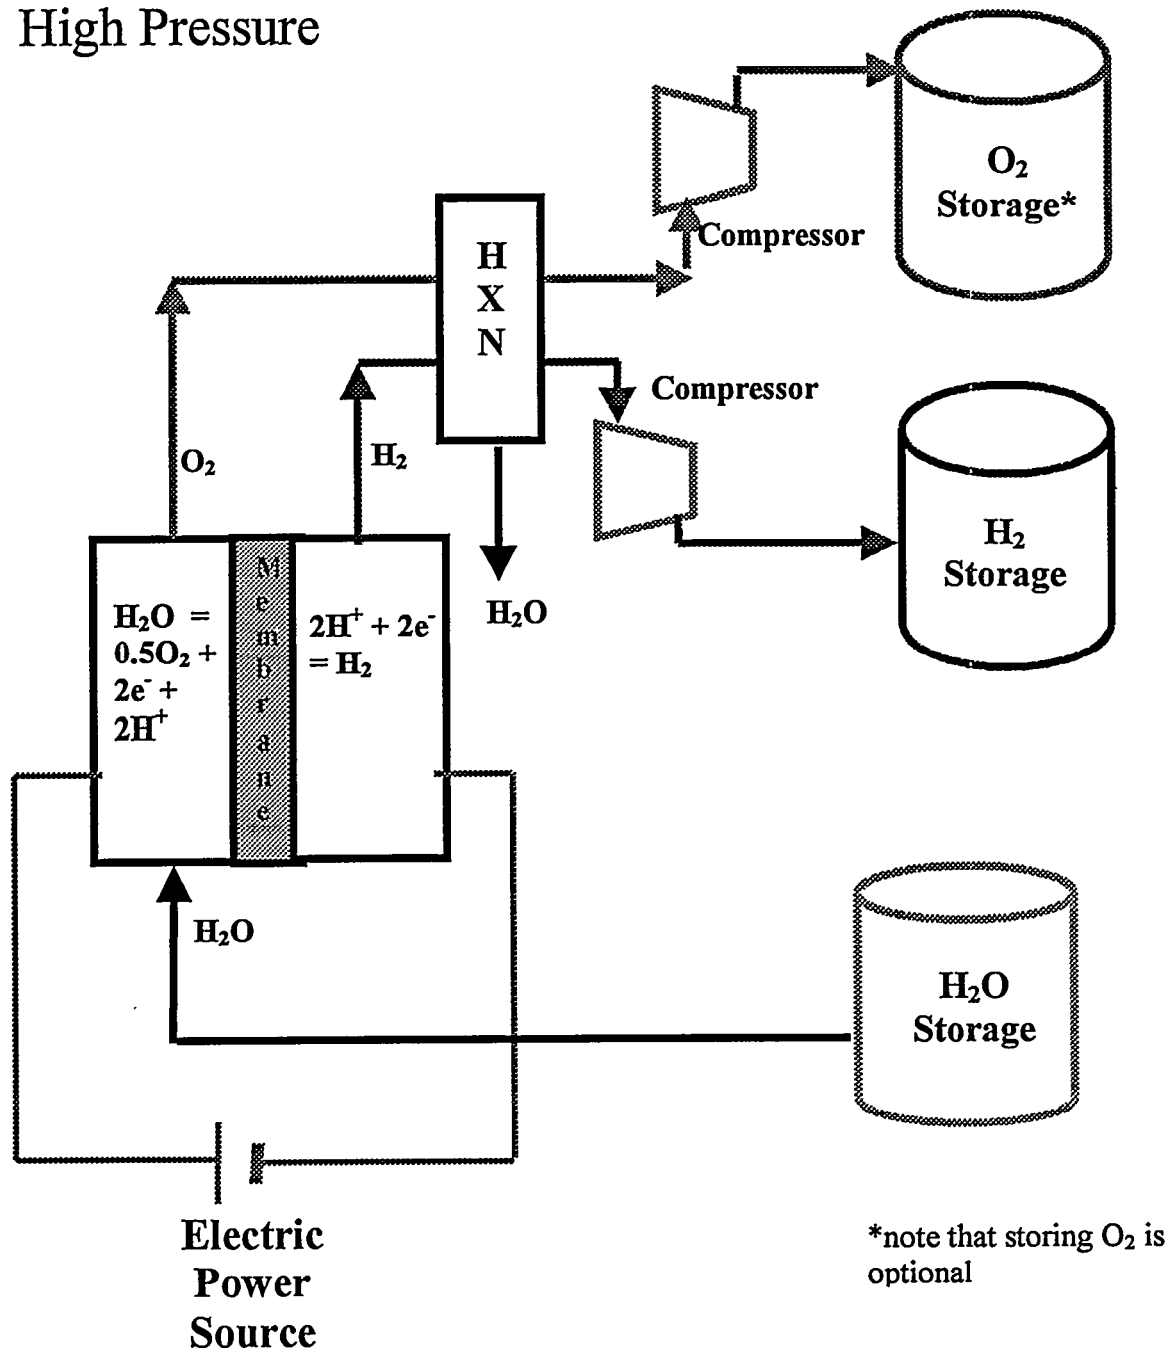 High Pressure
O₂
Storage*
Compressor
H
X
N
Compressor
O₂
H₂
H₂
Storage
H₂O
H₂O =
0.5O₂ +
2e⁻ +
2H⁺
Membrane
2H⁺ + 2e⁻
= H₂
H₂O
H₂O
Storage
Electric
Power
Source
*note that storing O₂ is
optional